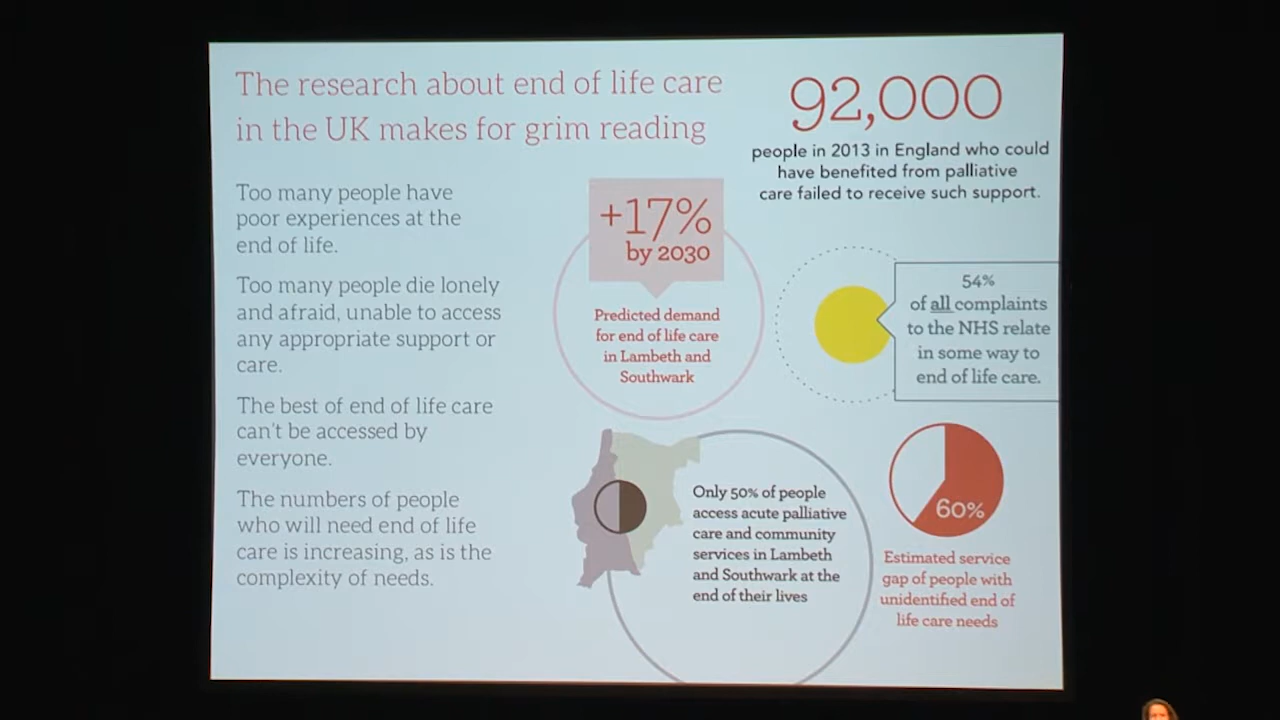 The research about end of life care
in the UK makes for grim reading
Too many people have
poor experiences at the
end of life.
Too many people die lonely
and afraid, unable to access
any appropriate support or
care.
The best of end of life care
can't be accessed by
everyone.
The numbers of people
who will need end of life
care is increasing, as is the
complexity of needs.
92,000
people in 2013 in England who could
have benefited from palliative
care failed to receive such support.
+17%
by 2030
Predicted demand
for end of life care
in Lambeth and
Southwark
54%
of all complaints
to the NHS relate
in some way to
end of life care.
Only 50% of people
access acute palliative
care and community
services in Lambeth
and Southwark at the
end of their lives
60%
Estimated service
gap of people with
unidentified end of
life care needs